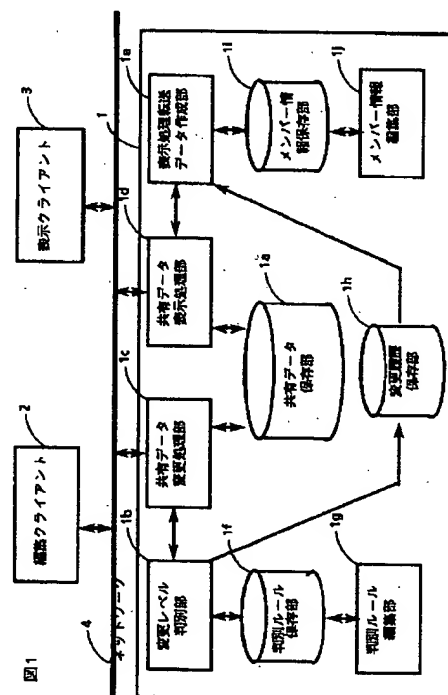 図1
編集クライアント
2
表示クライアント
3
4
ネットワーク
1
1b
変更レベル
判別部
1c
共有データ
変更処理部
1d
共有データ
表示処理部
1e
表示処理転送
データ作成部
1f
判別ルール
保存部
1a
共有データ
保存部
1i
メンバー情
報保存部
1g
判別ルール
編集部
1h
変更履歴
保存部
1j
メンバー情報
編集部